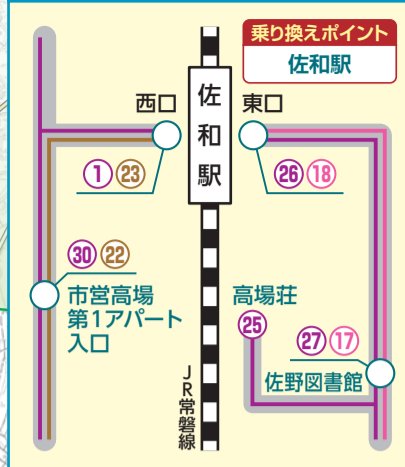 乗り換えポイント
佐和駅
西口
佐和駅
東口
① ㉓
㉖ ⑱
㉚ ㉒
市営高場
第1アパート
入口
高場荘
㉕
㉗ ⑰
佐野図書館
JR常磐線